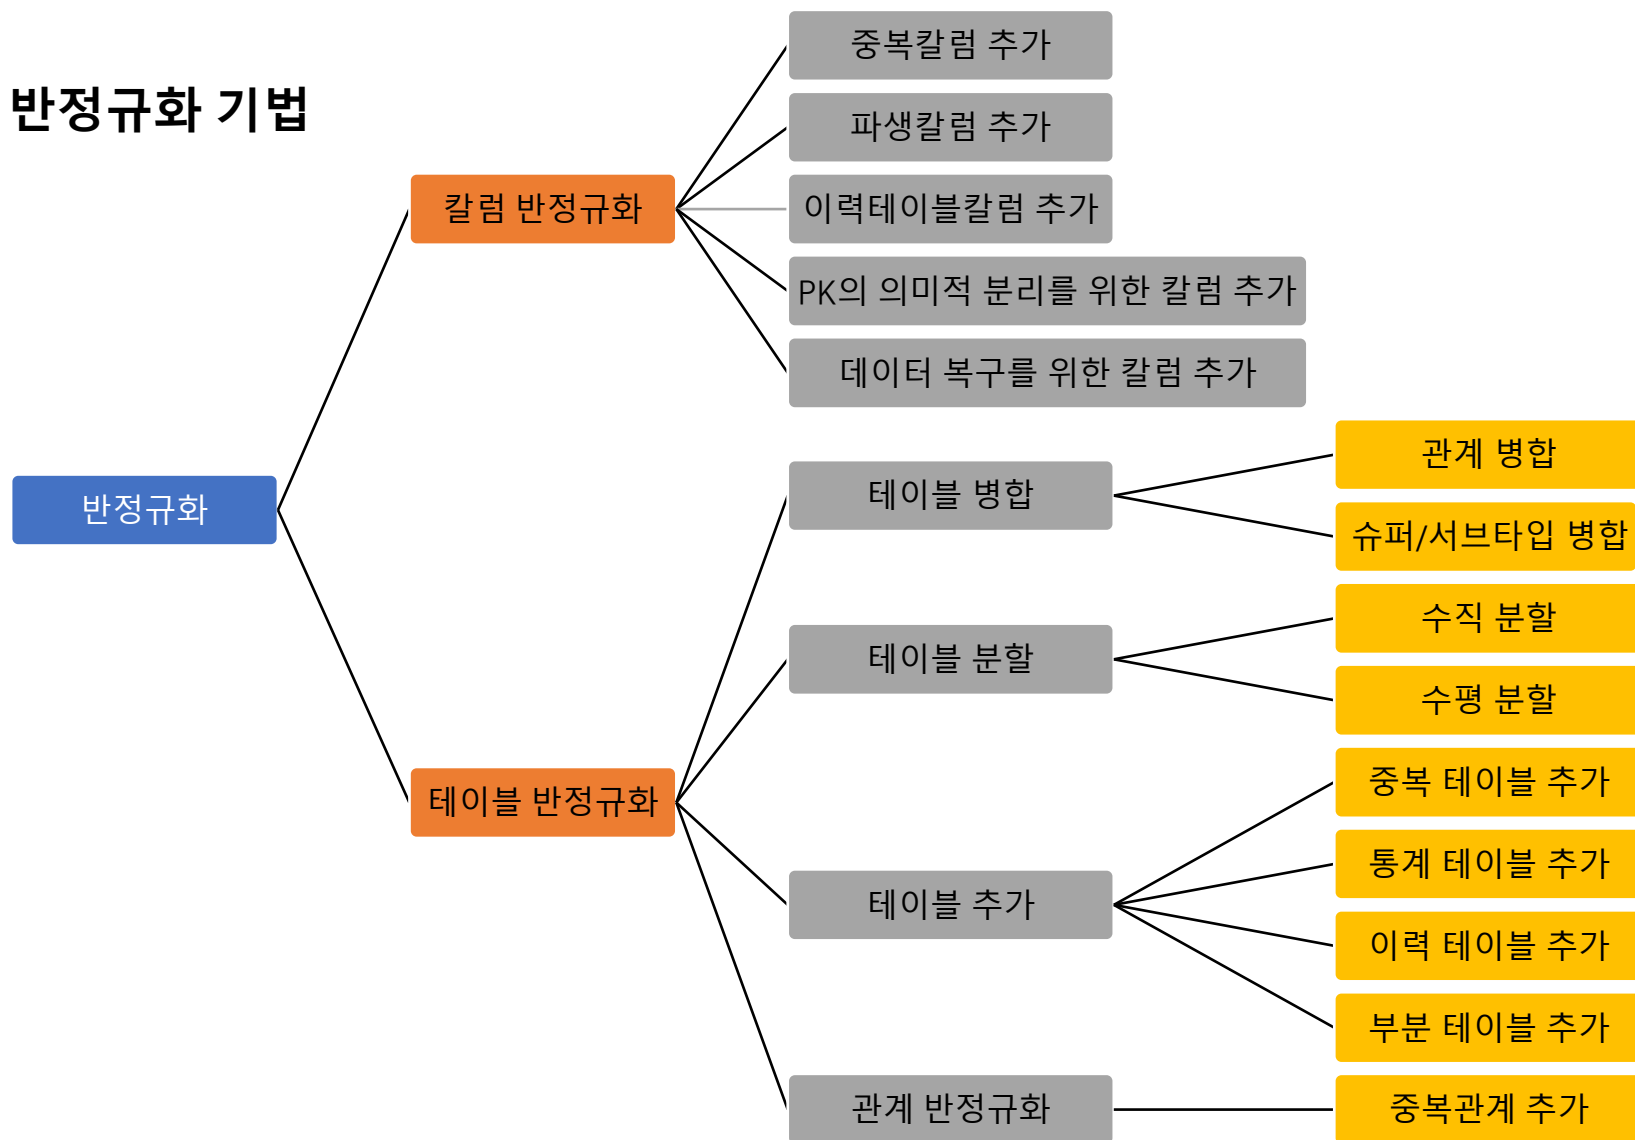 반정규화 기법
반정규화
칼럼 반정규화
중복칼럼 추가
파생칼럼 추가
이력테이블칼럼 추가
PK의 의미적 분리를 위한 칼럼 추가
데이터 복구를 위한 칼럼 추가
테이블 반정규화
테이블 병합
관계 병합
슈퍼/서브타입 병합
테이블 분할
수직 분할
수평 분할
테이블 추가
중복 테이블 추가
통계 테이블 추가
이력 테이블 추가
부분 테이블 추가
관계 반정규화
중복관계 추가